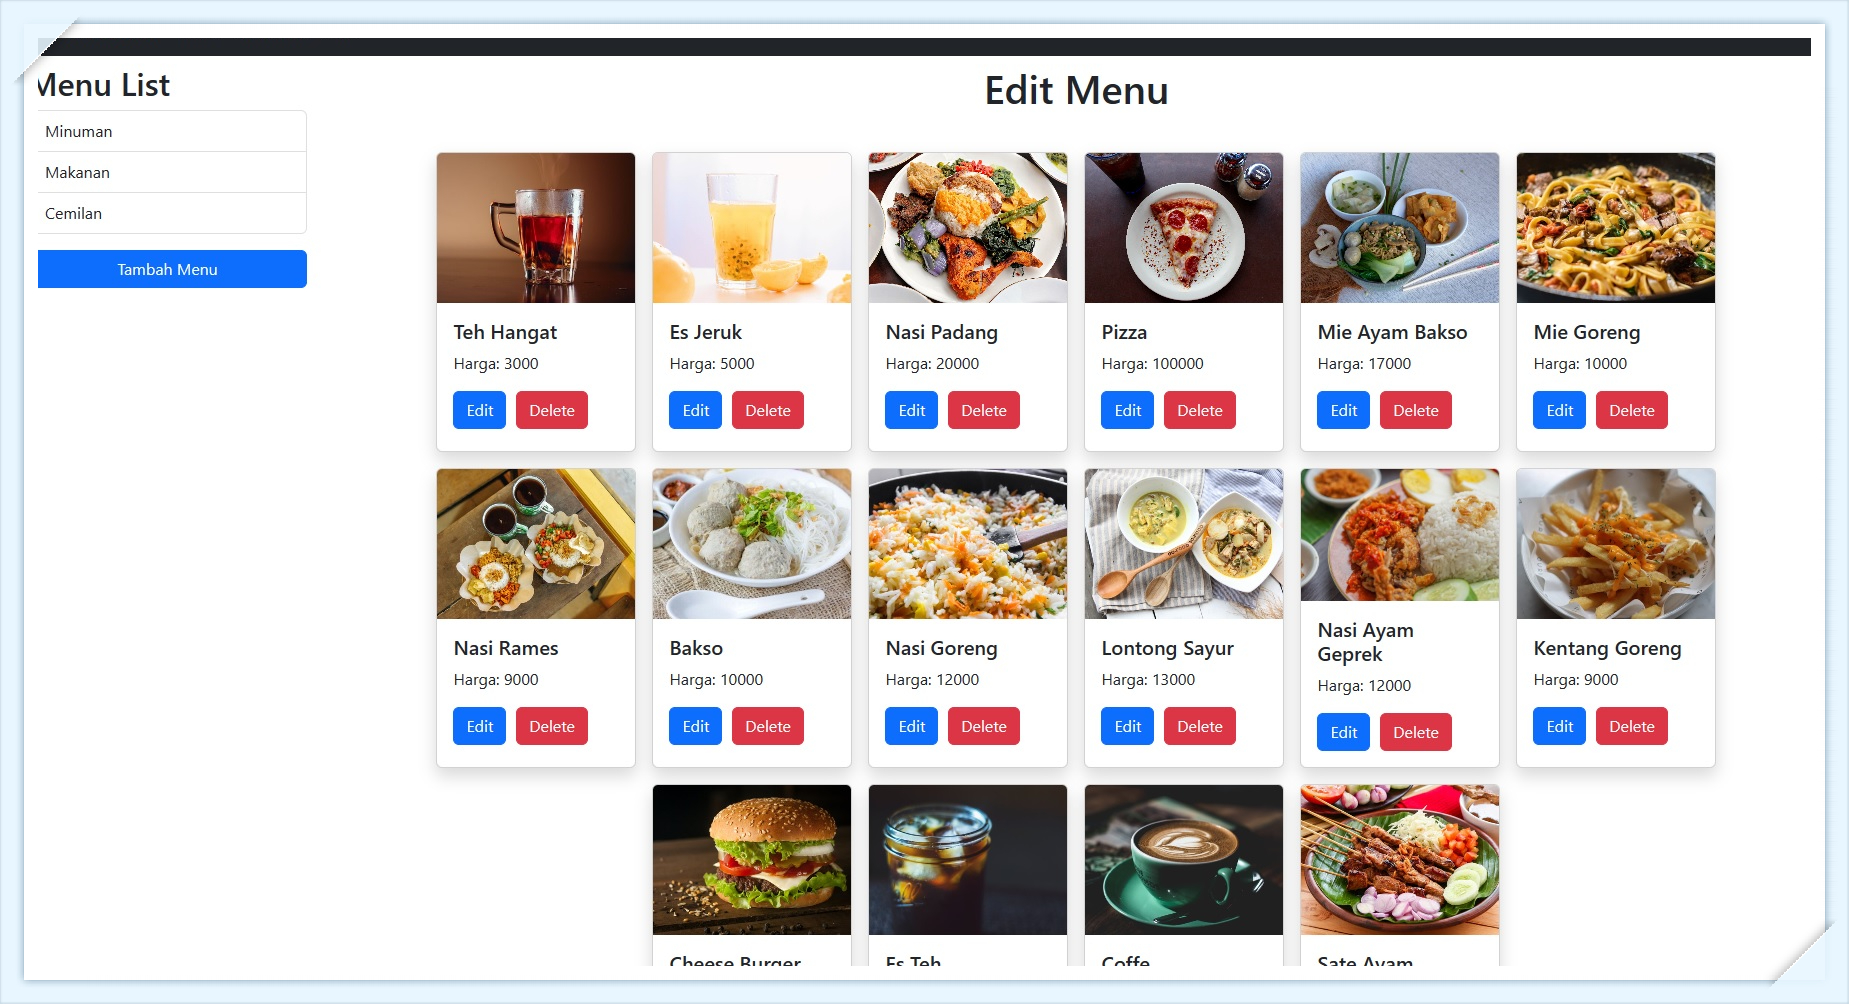 Menu List
Minuman
Makanan
Cemilan
Tambah Menu
Edit Menu
Teh Hangat
Harga: 3000
Edit Delete
Es Jeruk
Harga: 5000
Edit Delete
Nasi Padang
Harga: 20000
Edit Delete
Pizza
Harga: 100000
Edit Delete
Mie Ayam Bakso
Harga: 17000
Edit Delete
Mie Goreng
Harga: 10000
Edit Delete
Nasi Rames
Harga: 9000
Edit Delete
Bakso
Harga: 10000
Edit Delete
Nasi Goreng
Harga: 12000
Edit Delete
Lontong Sayur
Harga: 13000
Edit Delete
Nasi Ayam
Geprek
Harga: 12000
Edit Delete
Kentang Goreng
Harga: 9000
Edit Delete
Cheese Burger
Es Teh
Coffe
Sate Ayam